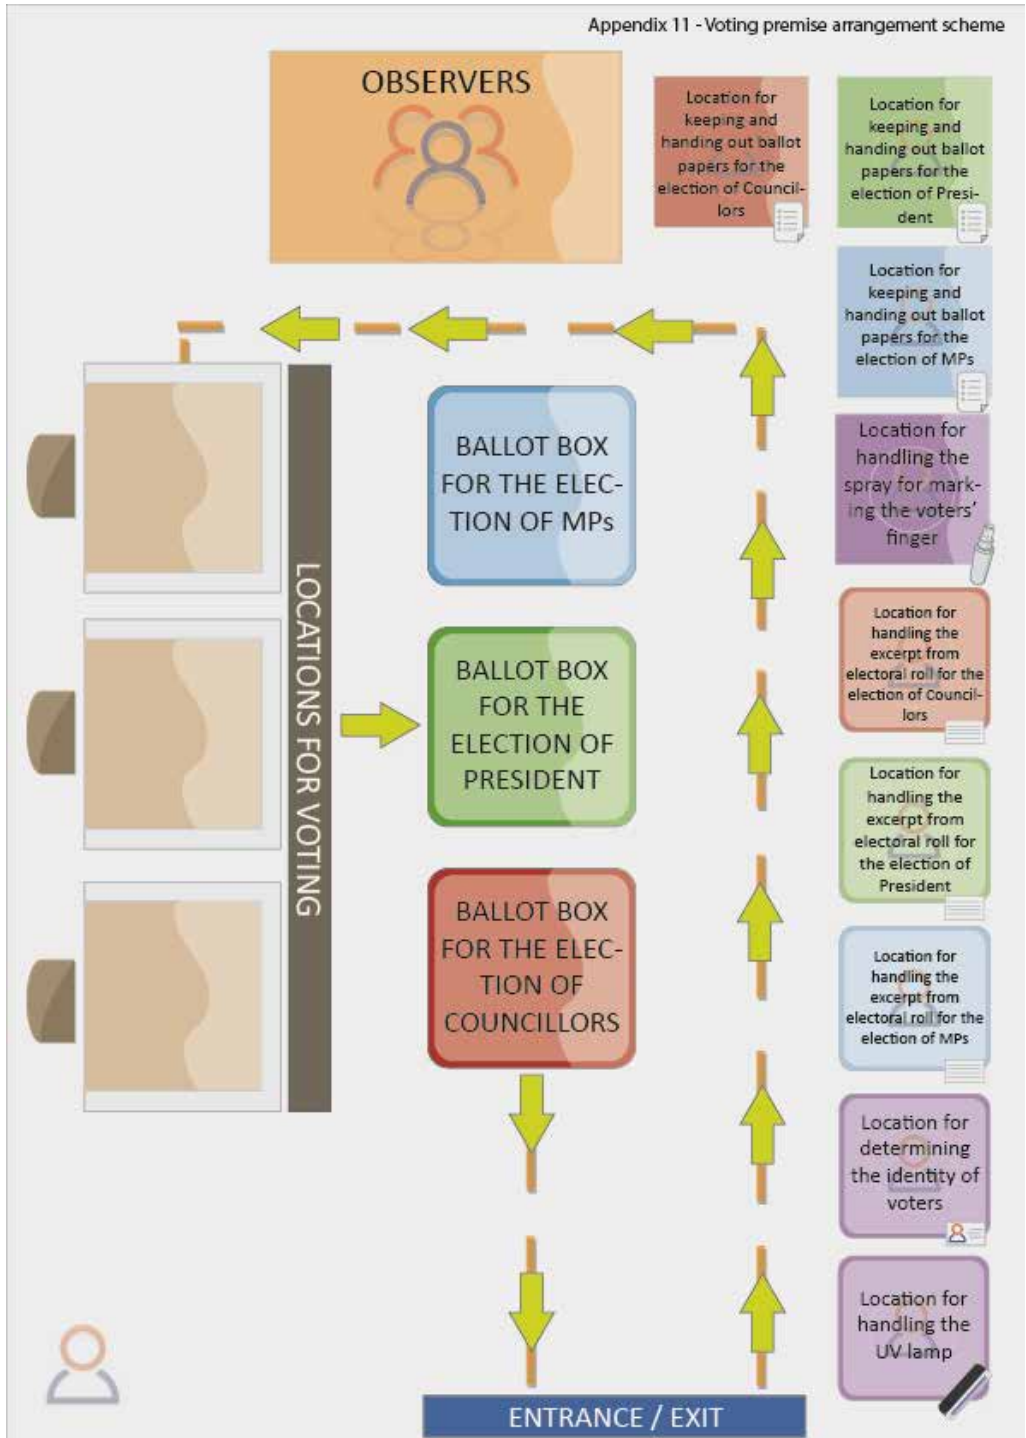 Appendix 11 - Voting premise arrangement scheme
OBSERVERS
Location for
keeping and
handing out ballot
papers for the
election of Council-
lors
Location for
keeping and
handing out ballot
papers for the
election of Presi-
dent
Location for
keeping and
handing out ballot
papers for the
election of MPs
Location for
handling the
spray for mark-
ing the voters'
finger
Location for
handling the
excerpt from
electoral roll for the
election of Council-
lors
Location for
handling the
excerpt from
electoral roll for
the election of
President
Location for
handling the
excerpt from
electoral roll for the
election of MPs
Location for
determining
the identity of
voters
Location for
handling the
UV lamp
LOCATIONS FOR VOTING
BALLOT BOX
FOR THE ELEC-
TION OF MPs
BALLOT BOX
FOR THE
ELECTION OF
PRESIDENT
BALLOT BOX
FOR THE ELEC-
TION OF
COUNCILLORS
ENTRANCE / EXIT